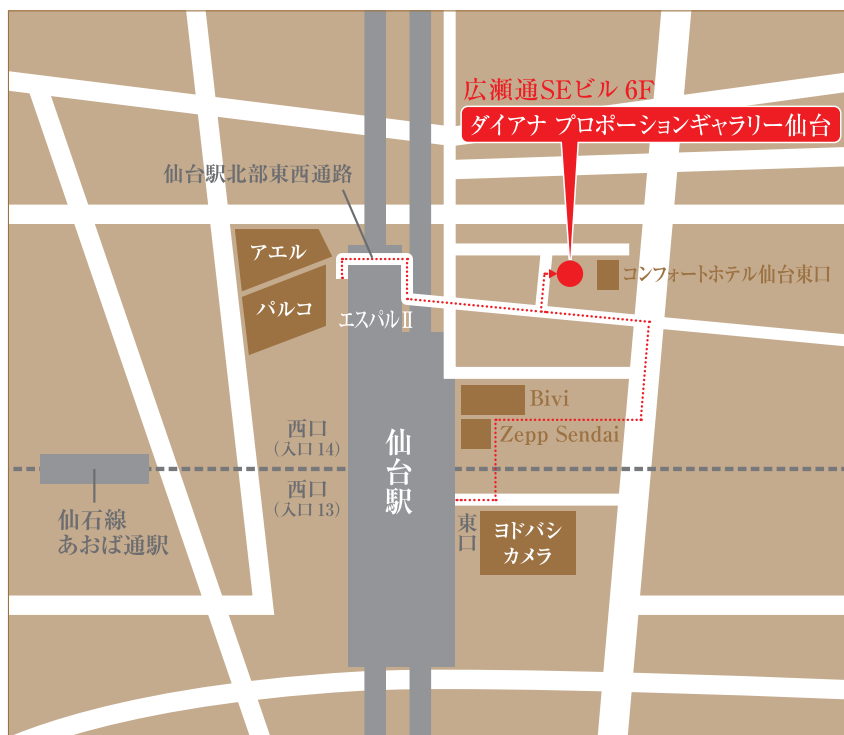 広瀬通SEビル 6F
ダイアナ プロポーションギャラリー仙台
仙台駅北部東西通路
アエル
コンフォートホテル仙台東口
パルコ
エスパルⅡ
Bivi
西口
(入口14)
仙台駅
Zepp Sendai
西口
(入口13)
仙石線
あおば通駅
東口
ヨドバシ
カメラ